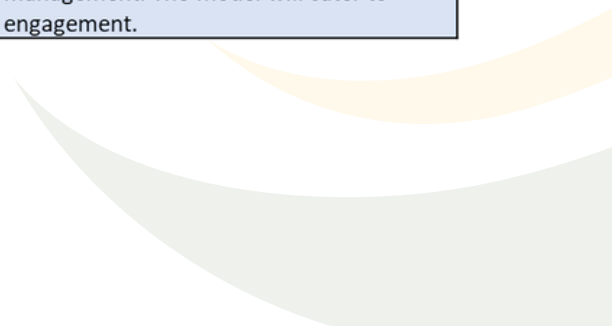 management. The model will cater to
engagement.